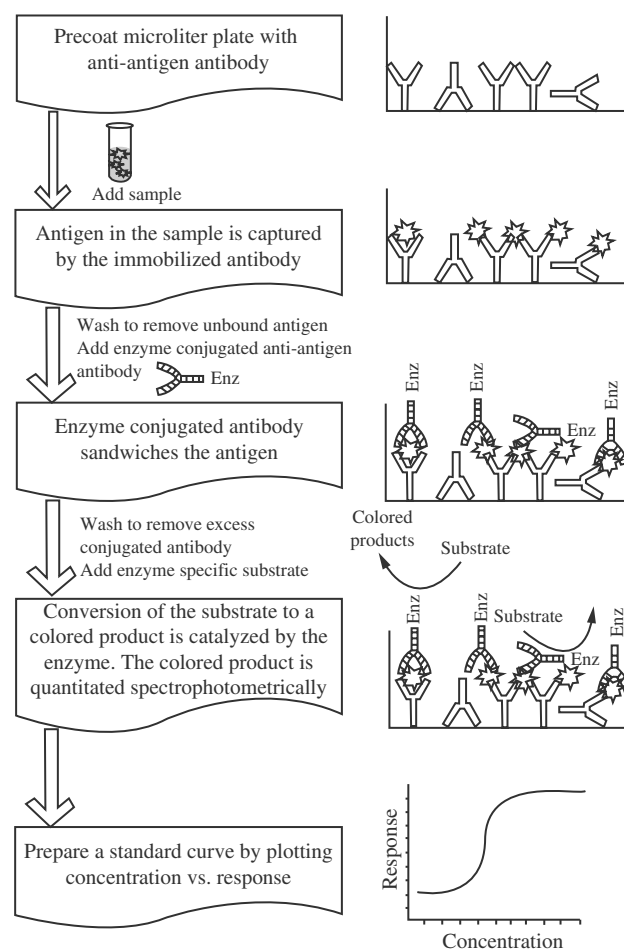 Precoat microliter plate with
anti-antigen antibody
Add sample
Antigen in the sample is captured
by the immobilized antibody
Wash to remove unbound antigen
Add enzyme conjugated anti-antigen
antibody
Enz
Enzyme conjugated antibody
sandwiches the antigen
Enz
Enz
Enz
Enz
Wash to remove excess
conjugated antibody
Add enzyme specific substrate
Colored
products
Substrate
Conversion of the substrate to a
colored product is catalyzed by the
enzyme. The colored product is
quantitated spectrophotometrically
Enz
Enz
Substrate
Enz
Enz
Prepare a standard curve by plotting
concentration vs. response
Response
Concentration